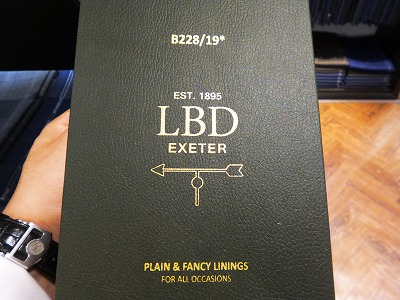 B228/19*
EST. 1895
LBD
EXETER
PLAIN & FANCY LININGS
FOR ALL OCCASIONS